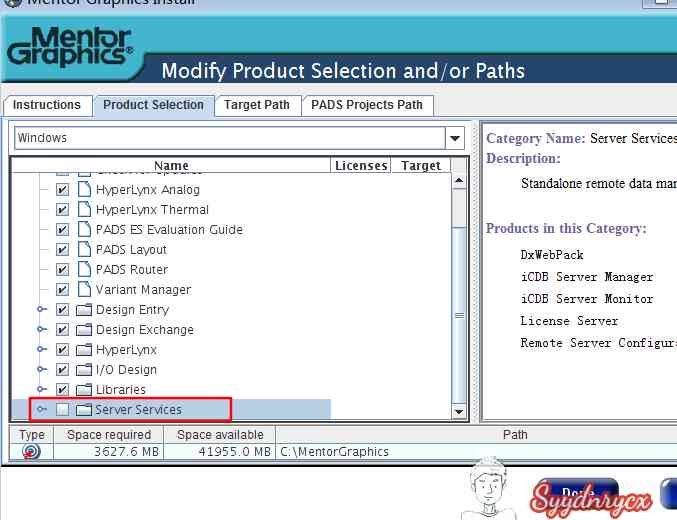 Mentor Graphics Install
Mentor
Graphics®
Modify Product Selection and/or Paths
Instructions
Product Selection
Target Path
PADS Projects Path
Windows
Name
Licenses
Target
HyperLynx Analog
HyperLynx Thermal
PADS ES Evaluation Guide
PADS Layout
PADS Router
Variant Manager
Design Entry
Design Exchange
HyperLynx
I/O Design
Libraries
Server Services
Category Name: Server Services
Description:
Standalone remote data mar
Products in this Category:
DxWebPack
iCDB Server Manager
iCDB Server Monitor
License Server
Remote Server Configura
Type
Space required
Space available
Path
3627.6 MB
41955.0 MB
C:\MentorGraphics
Syydnrycx